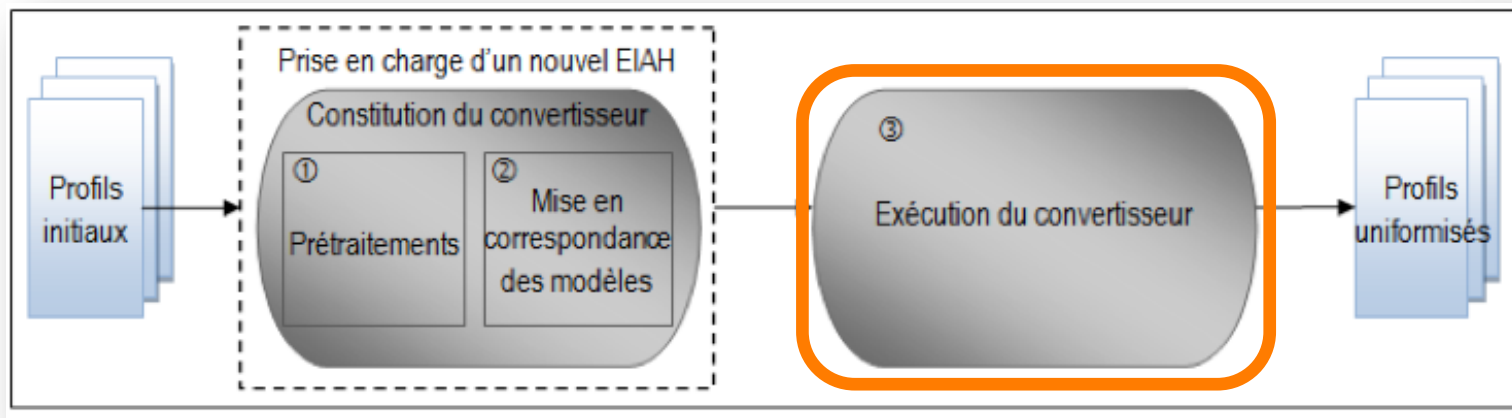 Profils
initiaux
Prise en charge d'un nouvel EIAH
Constitution du convertisseur
①
Prétraitements
②
Mise en
correspondance
des modèles
③
Exécution du convertisseur
Profils
uniformisés